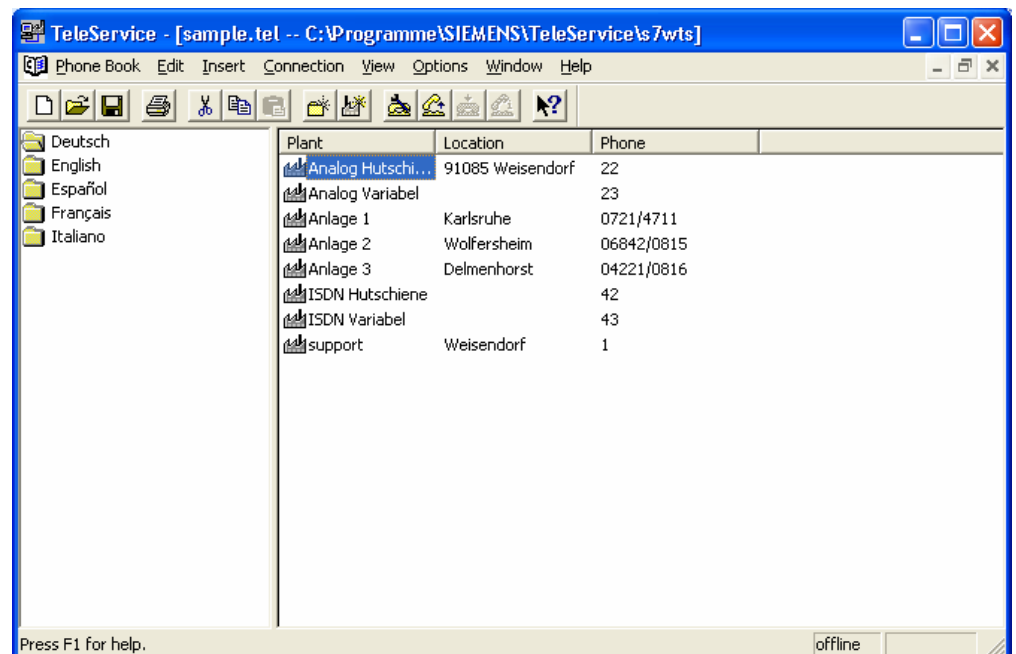 TeleService - [sample.tel -- C:\Programme\SIEMENS\TeleService\s7wts]
Phone Book Edit Insert Connection View Options Window Help
Deutsch
English
Español
Français
Italiano
Plant Location Phone
Analog Hutschi... 91085 Weisendorf 22
Analog Variabel 23
Anlage 1 Karlsruhe 0721/4711
Anlage 2 Wolfersheim 06842/0815
Anlage 3 Delmenhorst 04221/0816
ISDN Hutschiene 42
ISDN Variabel 43
support Weisendorf 1
Press F1 for help. offline